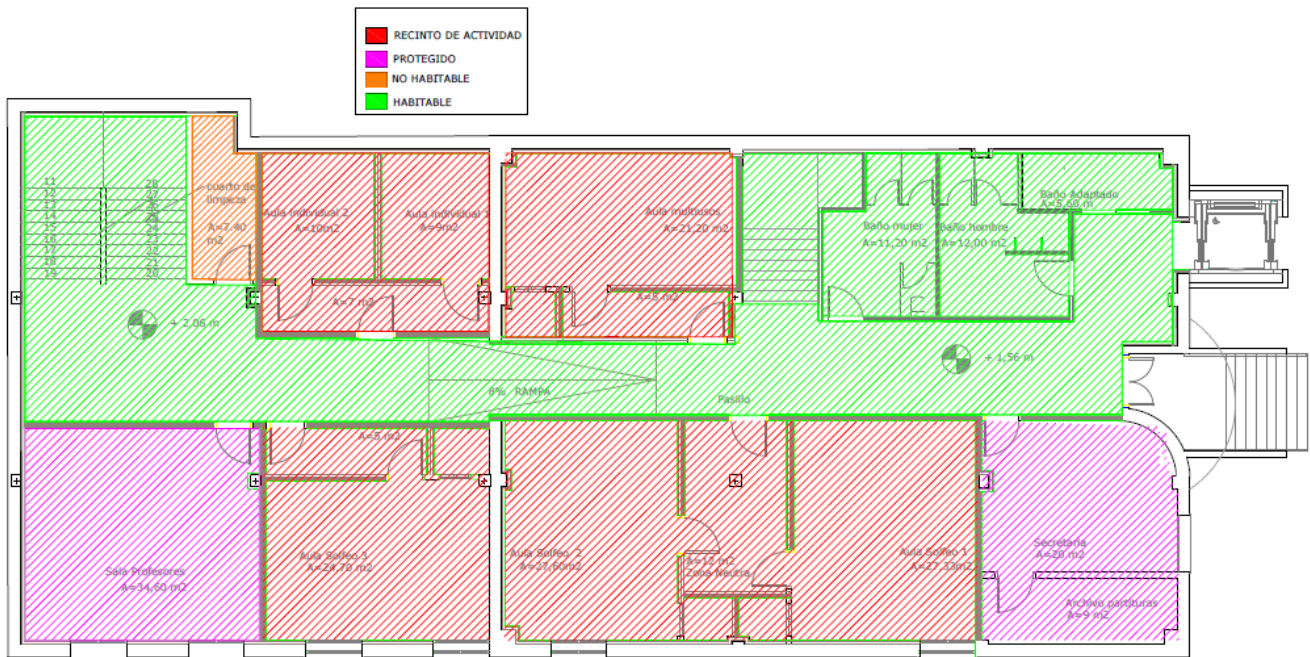 RECINTO DE ACTIVIDAD
PROTEGIDO
NO HABITABLE
HABITABLE
11
12
13
14
15
16
17
18
19
28
27
26
25
24
23
22
21
20
cuarto de
limpieza
A=7.40
m2
Aula individual 2
A=10m2
Aula individual 1
A=9m2
A=7 m2
Aula multiusos
A=21,20 m2
A=5 m2
Baño mujer
A=11,20 m2
Baño hombre
A=12,00 m2
Baño Adaptado
A=5,60 m
+ 2,06 m
+ 1,56 m
8% RAMPA
Pasillo
Sala Profesores
A=34,60 m2
A=5 m2
Aula Solfeo 3
A=24,70 m2
Aula Solfeo 2
A=27,60m2
A=12 m2
Zona Neutra
Aula Solfeo 1
A=27,33m2
Secretaria
A=20 m2
Archivo partituras
A=9 m2